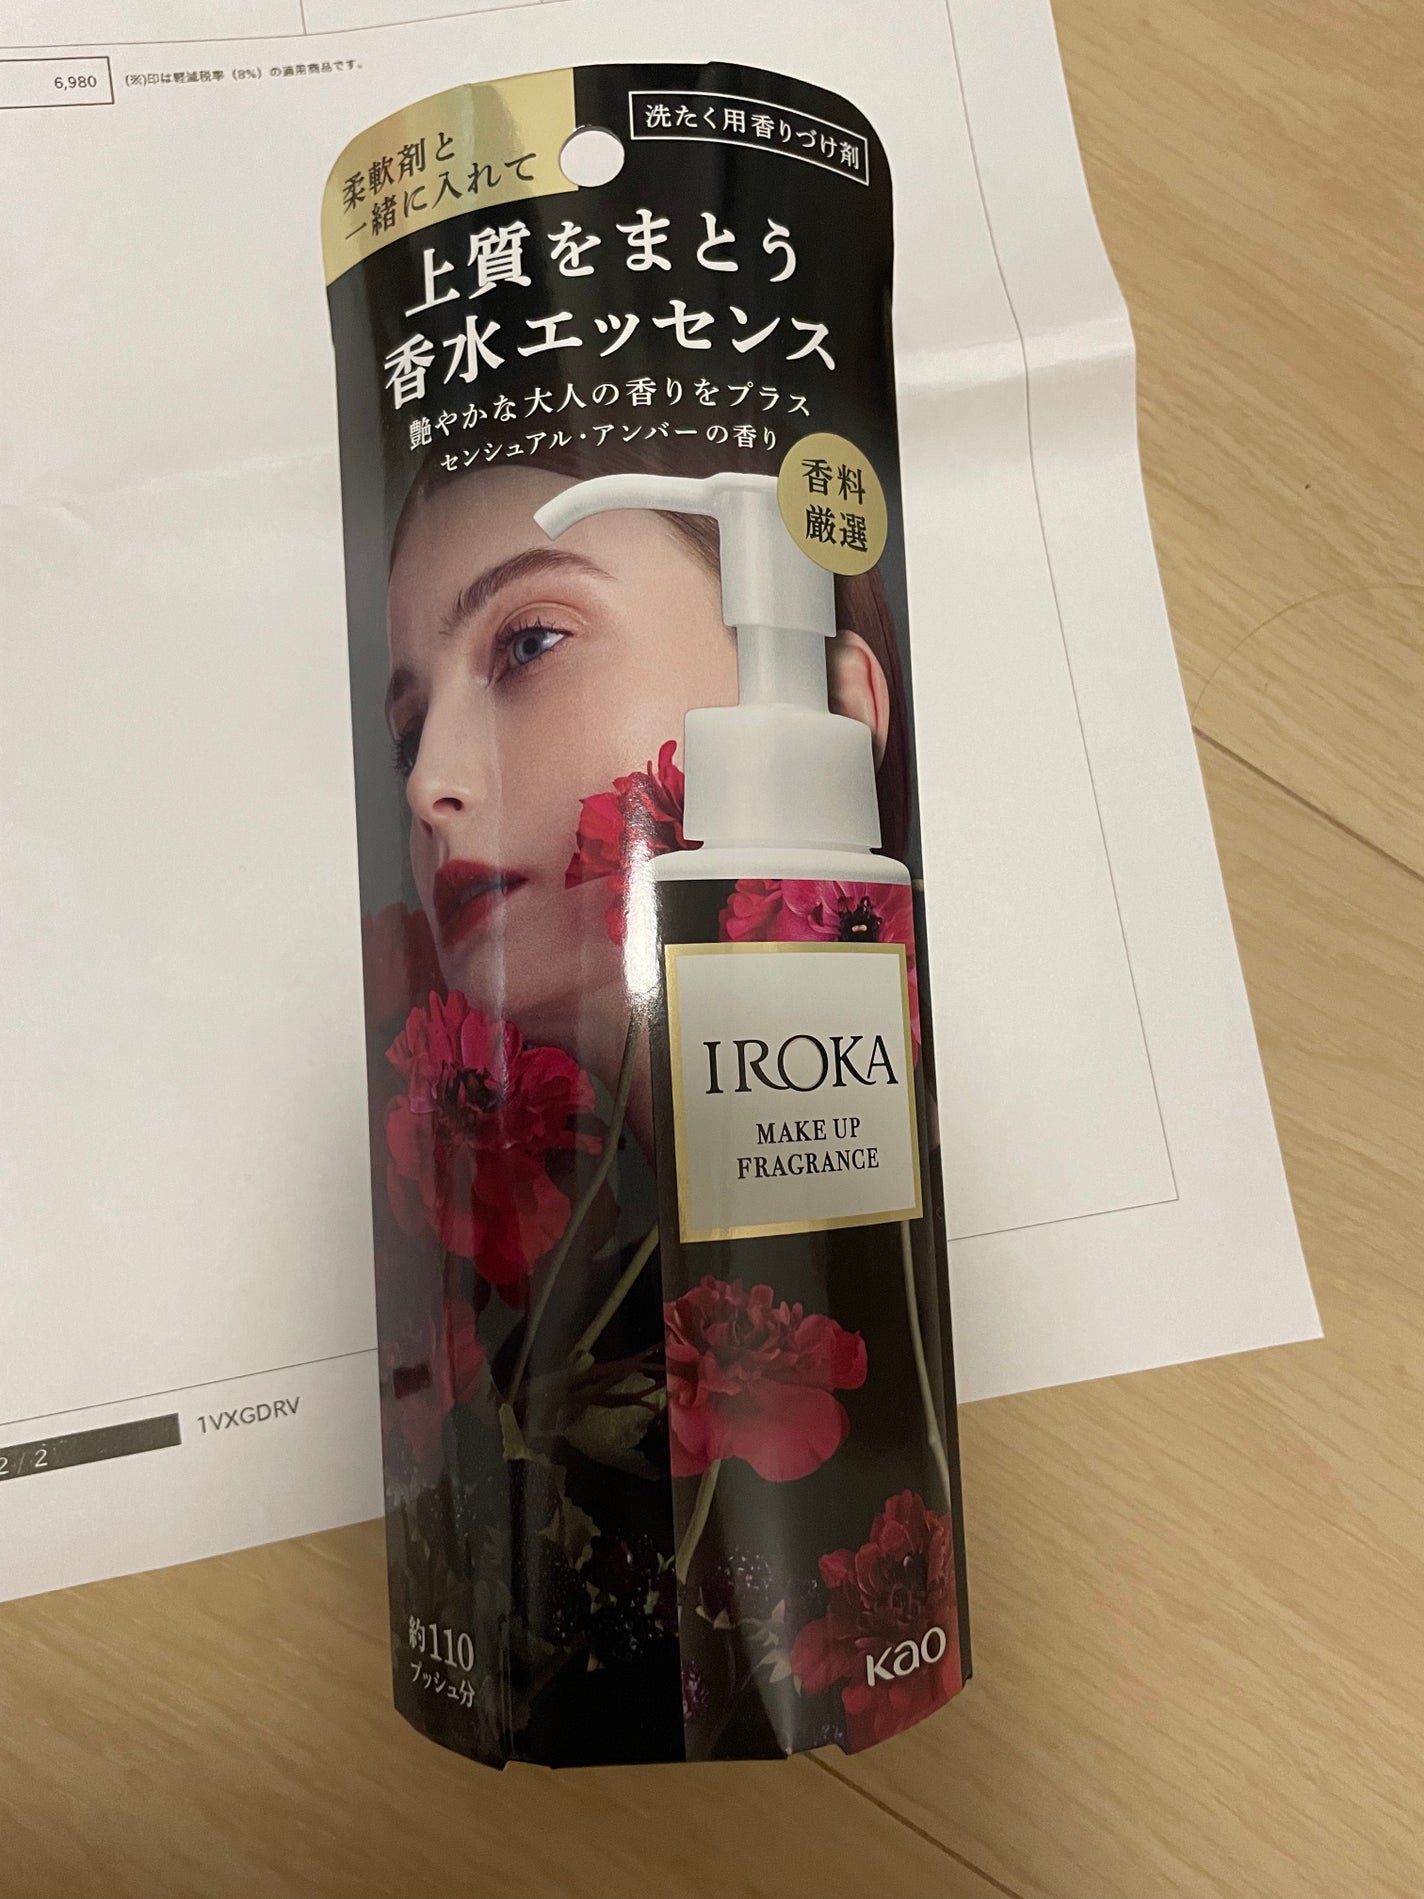 6,980
(※)印は軽減税率（8%）の適用商品です。
柔軟剤と
一緒に入れて
洗たく用香りづけ剤
上質をまとう
香水エッセンス
艶やかな大人の香りをプラス
センシュアル・アンバーの香り
香料
厳選
IROKA
MAKE UP
FRAGRANCE
約110
プッシュ分
Kao
2 / 2
1VXGDRV